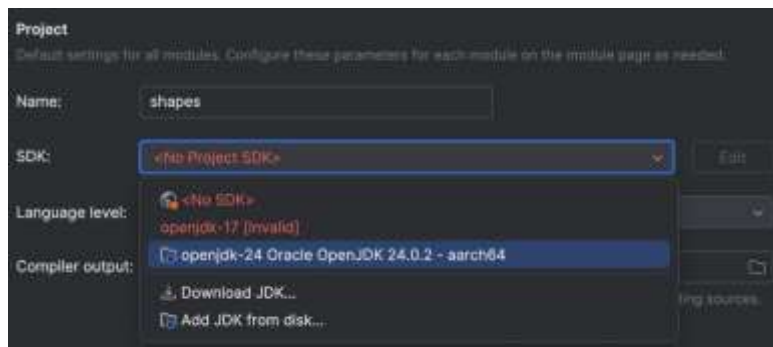 Project
Default settings for all modules. Configure these parameters for each module on the module page as needed.
Name:
shapes
SDK:
<No Project SDK>
Edit
<No SDK>
openjdk-17 [invalid]
Language level:
openjdk-24 Oracle OpenJDK 24.0.2 - aarch64
Compiler output:
Download JDK...
ting sources.
Add JDK from disk...